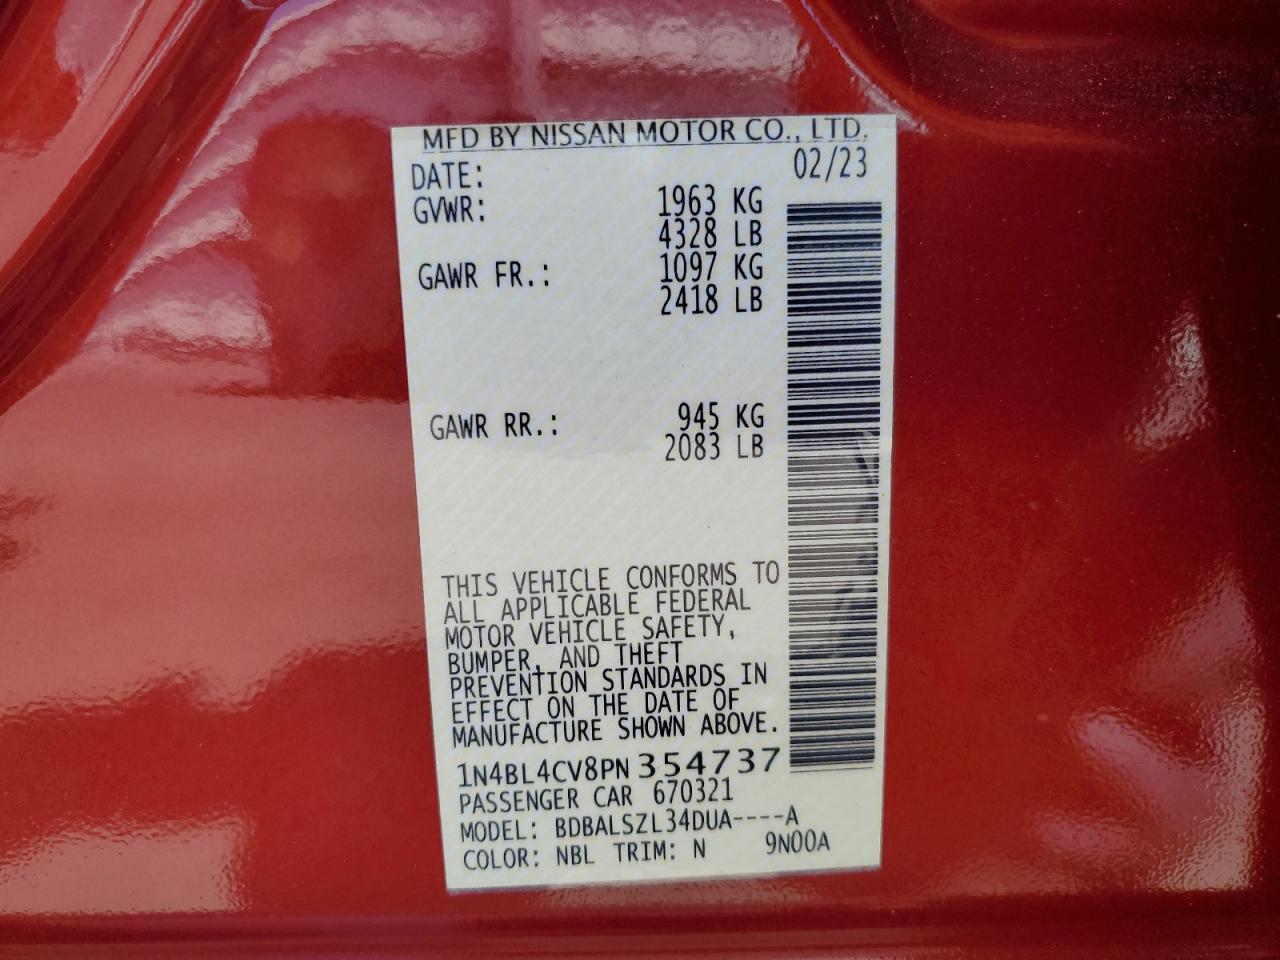 MFD BY NISSAN MOTOR CO., LTD.
DATE: 02/23
GVWR: 1963 KG
4328 LB
GAWR FR.: 1097 KG
2418 LB
GAWR RR.: 945 KG
2083 LB
THIS VEHICLE CONFORMS TO
ALL APPLICABLE FEDERAL
MOTOR VEHICLE SAFETY,
BUMPER, AND THEFT
PREVENTION STANDARDS IN
EFFECT ON THE DATE OF
MANUFACTURE SHOWN ABOVE.
1N4BL4CV8PN354737
PASSENGER CAR 670321
MODEL: BDBALSZL34DUA----A
COLOR: NBL TRIM: N 9N00A